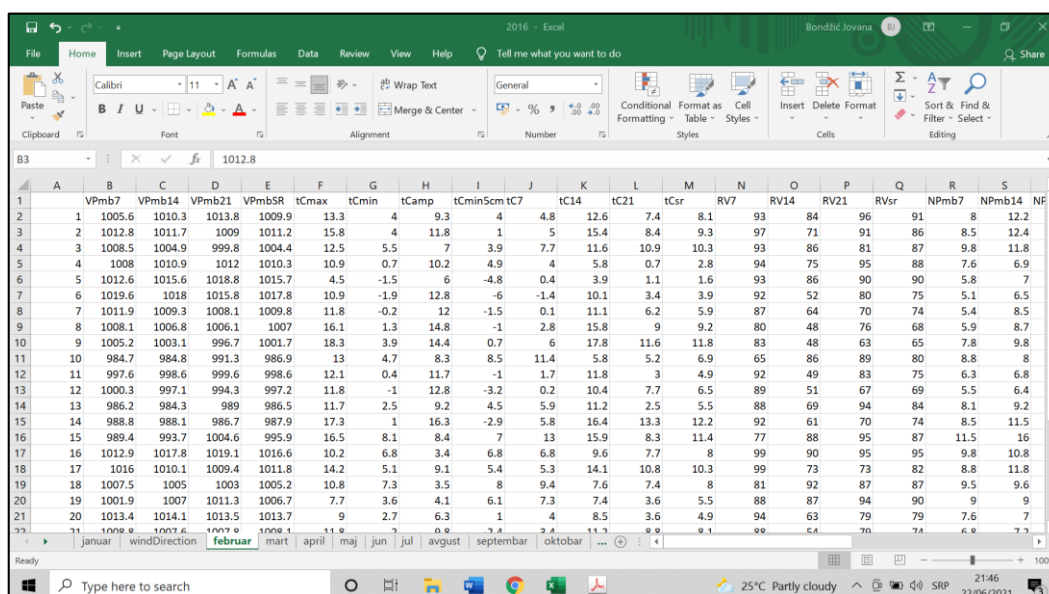 2016 - Excel Bondžić Jovana BJ
File Home Insert Page Layout Formulas Data Review View Help Tell me what you want to do Share
Paste Calibri 11 A A Wrap Text General Conditional Formatting Format as Table Cell Styles Insert Delete Format Sort & Filter Find & Select
B I U A Merge & Center % ,
Clipboard Font Alignment Number Styles Cells Editing
B3 fx 1012.8
A B C D E F G H I J K L M N O P Q R S
1 VPmb7 VPmb14 VPmb21 VPmbSR tCmax tCmin tCamp tCmin5cm tC7 tC14 tC21 tCsr RV7 RV14 RV21 RVsr NPmb7 NPmb14 NP
2 1 1005.6 1010.3 1013.8 1009.9 13.3 4 9.3 4 4.8 12.6 7.4 8.1 93 84 96 91 8 12.2
3 2 1012.8 1011.7 1009 1011.2 15.8 4 11.8 1 5 15.4 8.4 9.3 97 71 91 86 8.5 12.4
4 3 1008.5 1004.9 999.8 1004.4 12.5 5.5 7 3.9 7.7 11.6 10.9 10.3 93 86 81 87 9.8 11.8
5 4 1008 1010.9 1012 1010.3 10.9 0.7 10.2 4.9 4 5.8 0.7 2.8 94 75 95 88 7.6 6.9
6 5 1012.6 1015.6 1018.8 1015.7 4.5 -1.5 6 -4.8 0.4 3.9 1.1 1.6 93 86 90 90 5.8 7
7 6 1019.6 1018 1015.8 1017.8 10.9 -1.9 12.8 -6 -1.4 10.1 3.4 3.9 92 52 80 75 5.1 6.5
8 7 1011.9 1009.3 1008.1 1009.8 11.8 -0.2 12 -1.5 0.1 11.1 6.2 5.9 87 64 70 74 5.4 8.5
9 8 1008.1 1006.8 1006.1 1007 16.1 1.3 14.8 -1 2.8 15.8 9 9.2 80 48 76 68 5.9 8.7
10 9 1005.2 1003.1 996.7 1001.7 18.3 3.9 14.4 0.7 6 17.8 11.6 11.8 83 48 63 65 7.8 9.8
11 10 984.7 984.8 991.3 986.9 13 4.7 8.3 8.5 11.4 5.8 5.2 6.9 65 86 89 80 8.8 8
12 11 997.6 998.6 999.6 998.6 12.1 0.4 11.7 -1 1.7 11.8 3 4.9 92 49 83 75 6.3 6.8
13 12 1000.3 997.1 994.3 997.2 11.8 -1 12.8 -3.2 0.2 10.4 7.7 6.5 89 51 67 69 5.5 6.4
14 13 986.2 984.3 989 986.5 11.7 2.5 9.2 4.5 5.9 11.2 2.5 5.5 88 69 94 84 8.1 9.2
15 14 988.8 988.1 986.7 987.9 17.3 1 16.3 -2.9 5.8 16.4 13.3 12.2 92 61 70 74 8.5 11.5
16 15 989.4 993.7 1004.6 995.9 16.5 8.1 8.4 7 13 15.9 8.3 11.4 77 88 95 87 11.5 16
17 16 1012.9 1017.8 1019.1 1016.6 10.2 6.8 3.4 6.8 6.8 9.6 7.7 8 99 90 95 95 9.8 10.8
18 17 1016 1010.1 1009.4 1011.8 14.2 5.1 9.1 5.4 5.3 14.1 10.8 10.3 99 73 73 82 8.8 11.8
19 18 1007.5 1005 1003 1005.2 10.8 7.3 3.5 8 9.4 7.6 7.4 8 81 92 87 87 9.5 9.6
20 19 1001.9 1007 1011.3 1006.7 7.7 3.6 4.1 6.1 7.3 7.4 3.6 5.5 88 87 94 90 9 9
21 20 1013.4 1014.1 1013.5 1013.7 9 2.7 6.3 1 4 8.5 3.6 4.9 94 63 79 79 7.6 7
januar windDirection februar mart april maj jun jul avgust septembar oktobar ...
Ready 100
Type here to search 25°C Partly cloudy SRP 21:46
22/06/2021